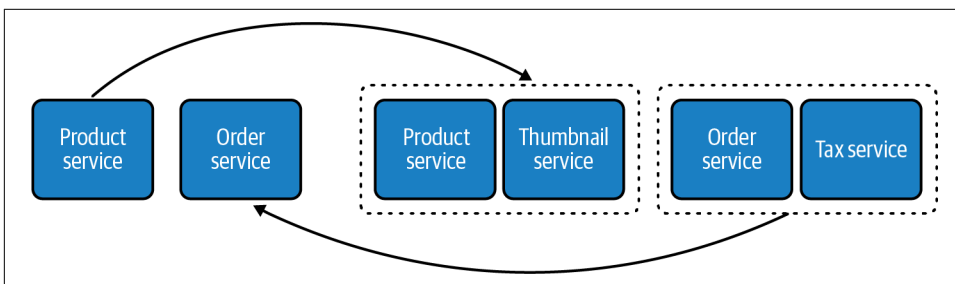 Product
service
Order
service
Product
service
Thumbnail
service
Order
service
Tax service